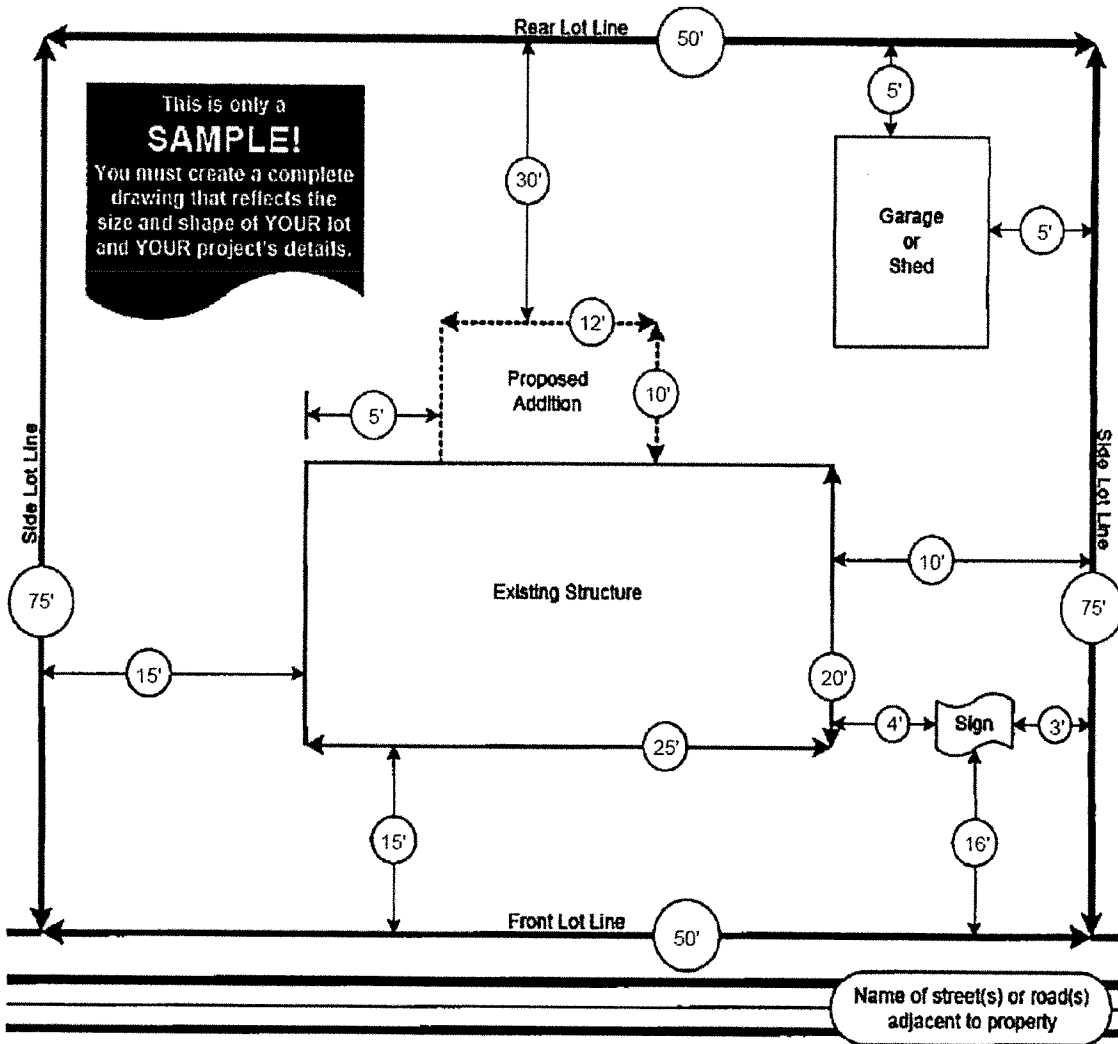 Rear Lot Line
50'
This is only a
SAMPLE!
You must create a complete
drawing that reflects the
size and shape of YOUR lot
and YOUR project's details.
5'
30'
Garage
or
Shed
5'
12'
Proposed
Addition
10'
5'
Side Lot Line
Side Lot Line
10'
Existing Structure
75'
75'
15'
20'
4'
Sign
3'
25'
15'
16'
Front Lot Line
50'
Name of street(s) or road(s)
adjacent to property